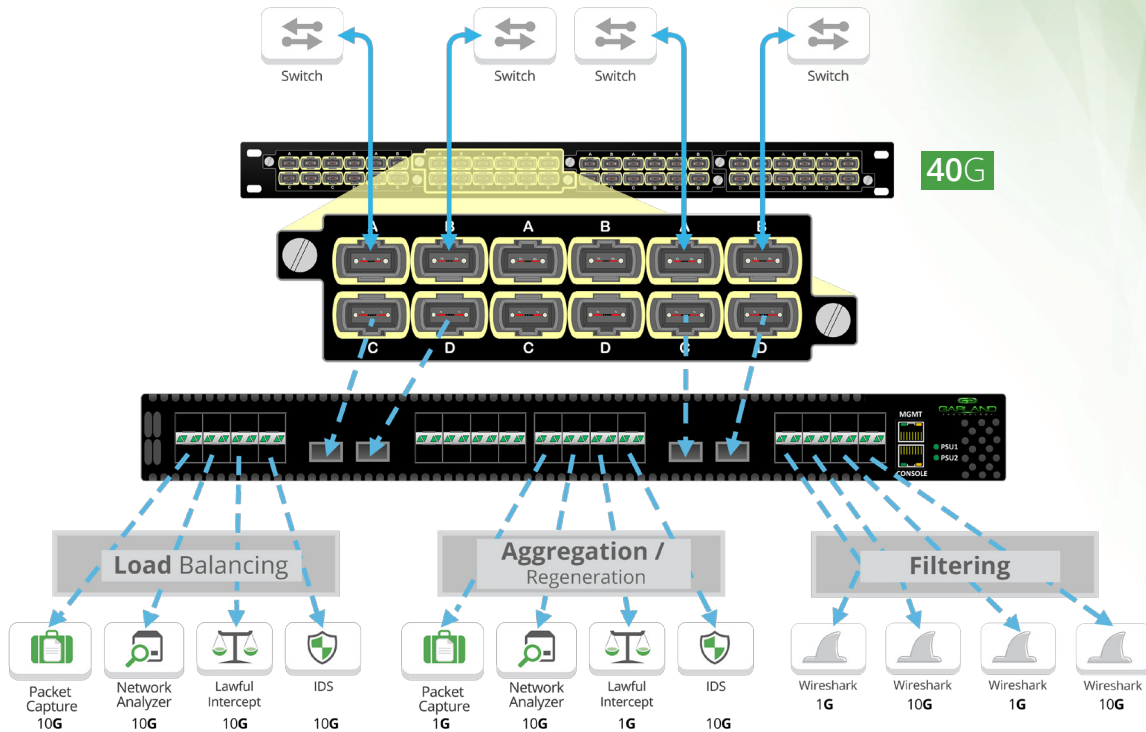 Switch
Switch
Switch
Switch
40G
A B A B A B
C D C D C D
MGMT
GARLAND
PSU1
PSU2
CONSOLE
Load Balancing
Aggregation /
Regeneration
Filtering
Packet
Capture
10G
Network
Analyzer
10G
Lawful
Intercept
10G
IDS
10G
Packet
Capture
1G
Network
Analyzer
10G
Lawful
Intercept
1G
IDS
10G
Wireshark
1G
Wireshark
10G
Wireshark
1G
Wireshark
10G